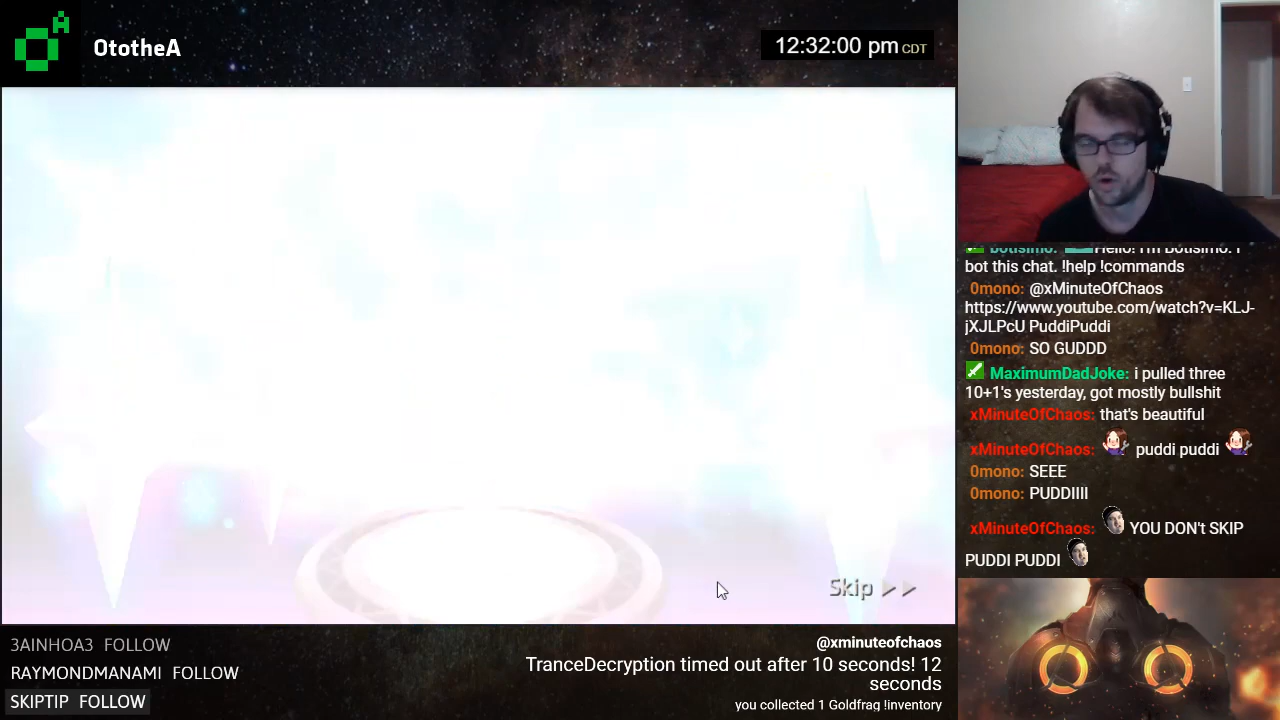 OtotheA
12:32:00 pm CDT
Skip
botisimo: Hello! I'm Botisimo. I
bot this chat. !help !commands
0mono: @xMinuteOfChaos
https://www.youtube.com/watch?v=KLJ-
jXJLPcU PuddiPuddi
0mono: SO GUDDD
MaximumDadJoke: i pulled three
10+1's yesterday, got mostly bullshit
xMinuteOfChaos: that's beautiful
xMinuteOfChaos: puddi puddi
0mono: SEEE
0mono: PUDDIIII
xMinuteOfChaos: YOU DON't SKIP
PUDDI PUDDI
3AINHOA3 FOLLOW
RAYMONDMANAMI FOLLOW
SKIPTIP FOLLOW
@xminuteofchaos
TranceDecryption timed out after 10 seconds! 12
seconds
you collected 1 Goldfrag !inventory